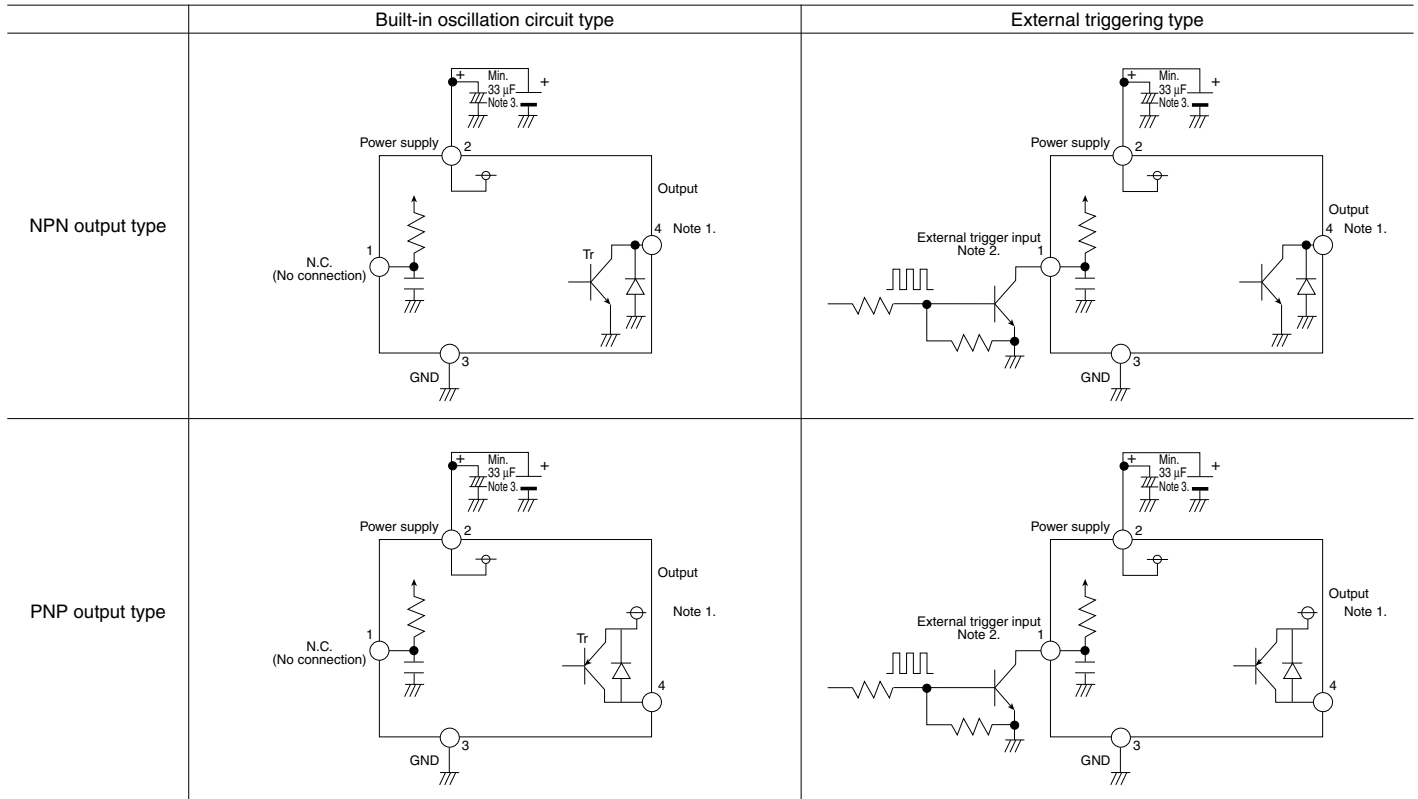 Built-in oscillation circuit type
External triggering type
NPN output type
+
Min.
33 µF
Note 3.
+
Power supply
2
Output
4
Note 1.
1
N.C.
(No connection)
Tr
3
GND
+
Min.
33 µF
Note 3.
+
Power supply
2
Output
4
Note 1.
External trigger input
Note 2.
1
3
GND
PNP output type
+
Min.
33 µF
Note 3.
+
Power supply
2
Output
Note 1.
1
N.C.
(No connection)
Tr
4
3
GND
+
Min.
33 µF
Note 3.
+
Power supply
2
Output
Note 1.
External trigger input
Note 2.
1
4
3
GND